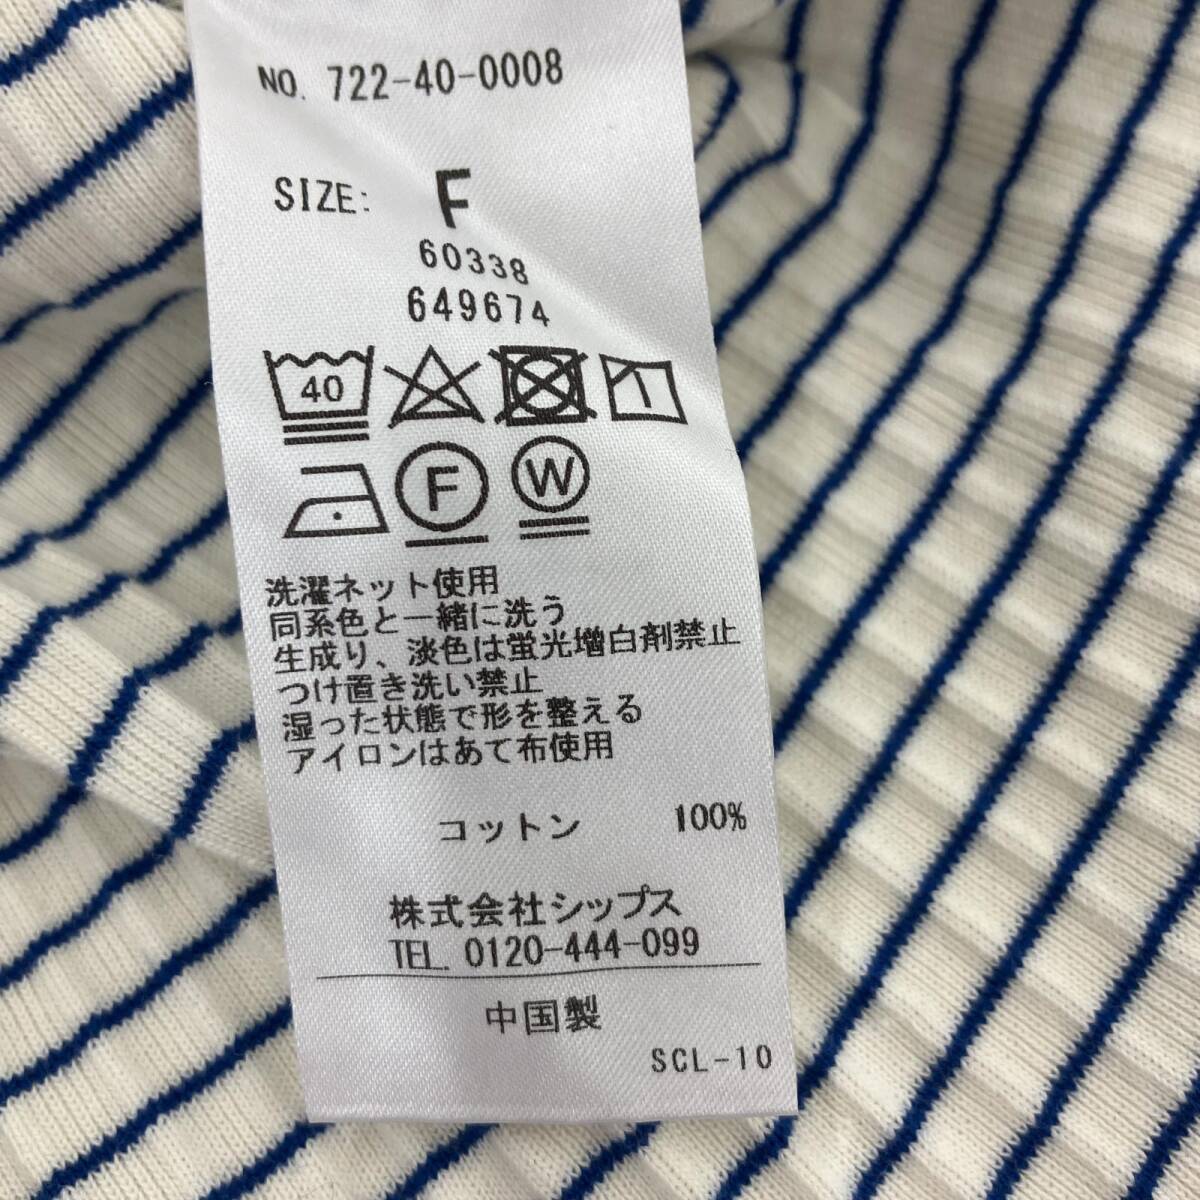 NO. 722-40-0008
SIZE: F
60338
649674
40
F W
洗濯ネット使用
同系色と一緒に洗う
生成り、淡色は蛍光増白剤禁止
つけ置き洗い禁止
湿った状態で形を整える
アイロンはあて布使用
コットン 100%
株式会社シップス
TEL. 0120-444-099
中国製
SCL-10